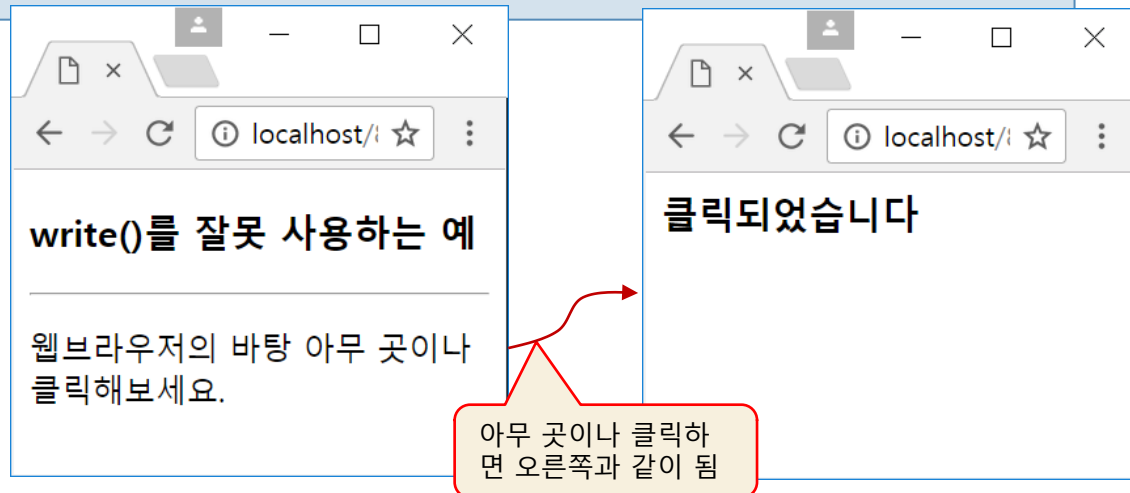 localhost/8
write()를 잘못 사용하는 예
웹브라우저의 바탕 아무 곳이나
클릭해보세요.
localhost/8
클릭되었습니다
아무 곳이나 클릭하
면 오른쪽과 같이 됨